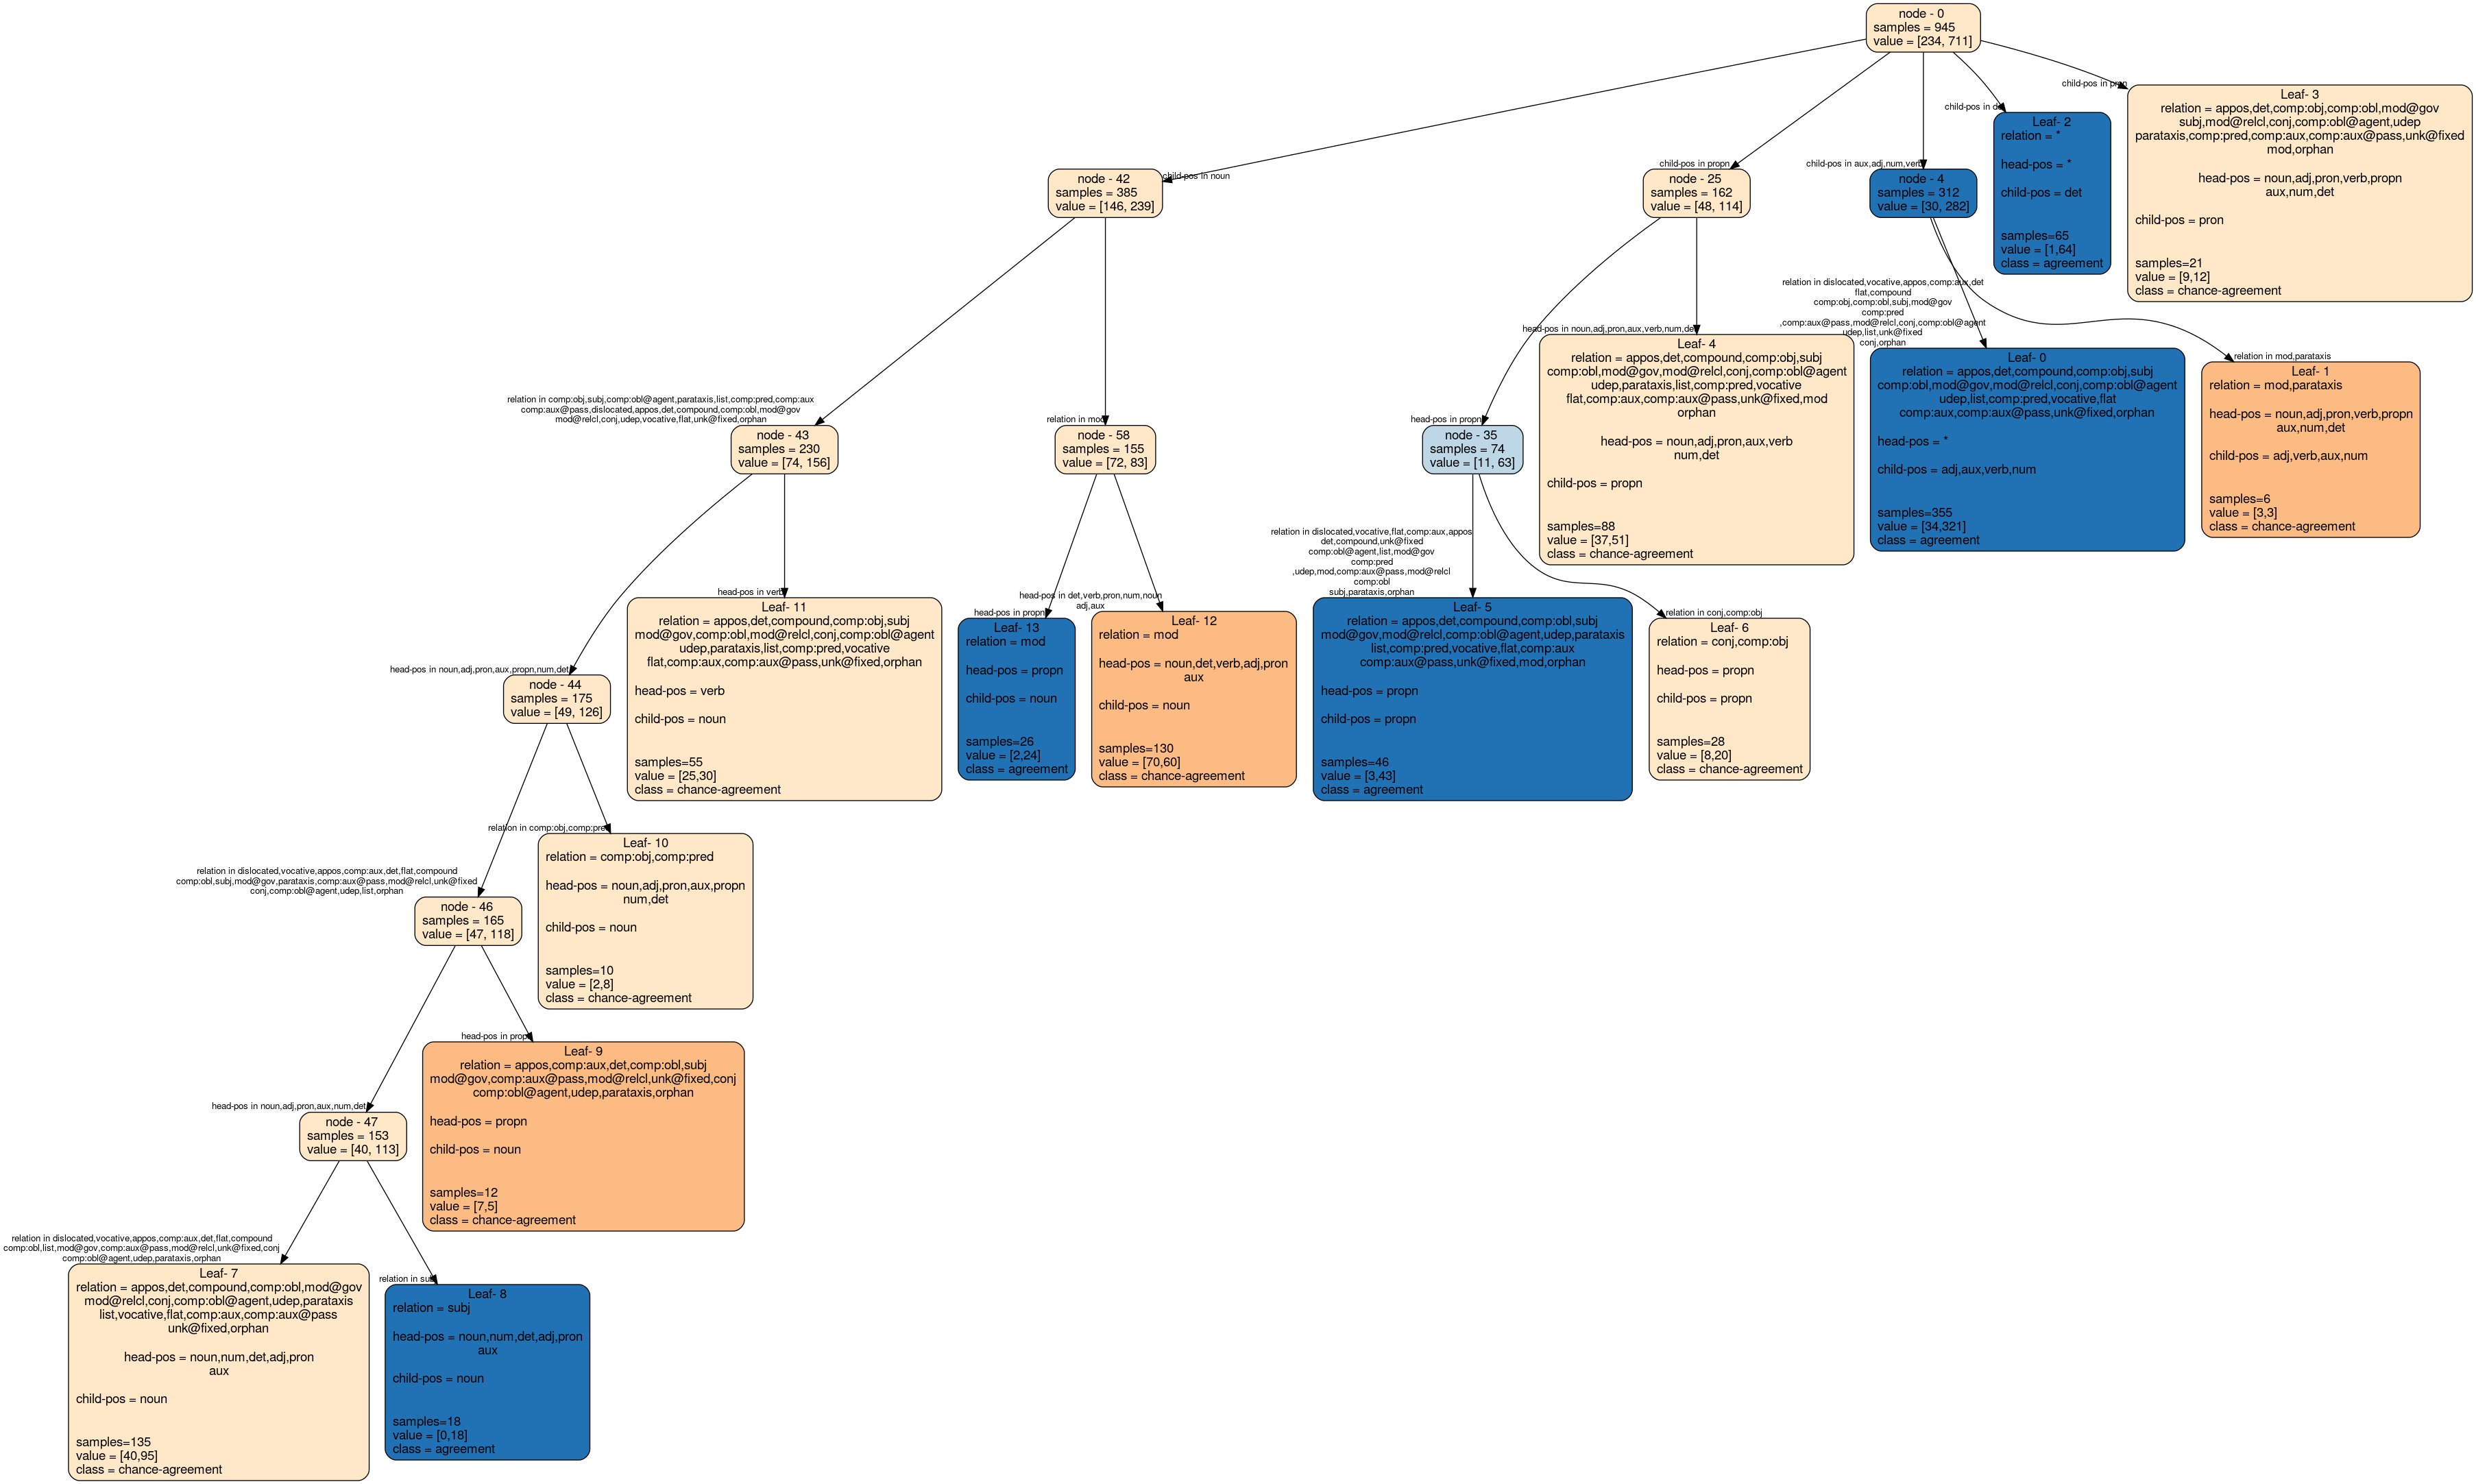 node - 0
samples = 945
value = [234, 711]
child-pos in pron
Leaf- 3
relation = appos,det,comp:obj,comp:obl,mod@gov
subj,mod@relcl,conj,comp:obl@agent,udep
parataxis,comp:pred,comp:aux,comp:aux@pass,unk@fixed
mod,orphan
head-pos = noun,adj,pron,verb,propn
aux,num,det
child-pos = pron
samples=21
value = [9,12]
class = chance-agreement
child-pos in det
Leaf- 2
relation = *
head-pos = *
child-pos = det
samples=65
value = [1,64]
class = agreement
child-pos in noun
node - 42
samples = 385
value = [146, 239]
child-pos in propn
node - 25
samples = 162
value = [48, 114]
child-pos in aux,adj,num,verb
node - 4
samples = 312
value = [30, 282]
relation in dislocated,vocative,appos,comp:aux,det
flat,compound
comp:obj,comp:obl,subj,mod@gov
comp:pred
,comp:aux@pass,mod@relcl,conj,comp:obl@agent
udep,list,unk@fixed
conj,orphan
Leaf- 0
relation = appos,det,compound,comp:obj,subj
comp:obl,mod@gov,mod@relcl,conj,comp:obl@agent
udep,list,comp:pred,vocative,flat
comp:aux,comp:aux@pass,unk@fixed,orphan
head-pos = *
child-pos = adj,aux,verb,num
samples=355
value = [34,321]
class = agreement
relation in mod,parataxis
Leaf- 1
relation = mod,parataxis
head-pos = noun,adj,pron,verb,propn
aux,num,det
child-pos = adj,verb,aux,num
samples=6
value = [3,3]
class = chance-agreement
head-pos in noun,adj,pron,aux,verb,num,det
Leaf- 4
relation = appos,det,compound,comp:obj,subj
comp:obl,mod@gov,mod@relcl,conj,comp:obl@agent
udep,parataxis,list,comp:pred,vocative
flat,comp:aux,comp:aux@pass,unk@fixed,mod
orphan
head-pos = noun,adj,pron,aux,verb
num,det
child-pos = propn
samples=88
value = [37,51]
class = chance-agreement
relation in comp:obj,subj,comp:obl@agent,parataxis,list,comp:pred,comp:aux
comp:aux@pass,dislocated,appos,det,compound,comp:obl,mod@gov
mod@relcl,conj,udep,vocative,flat,unk@fixed,orphan
node - 43
samples = 230
value = [74, 156]
relation in mod
node - 58
samples = 155
value = [72, 83]
head-pos in propn
node - 35
samples = 74
value = [11, 63]
relation in dislocated,vocative,flat,comp:aux,appos
det,compound,unk@fixed
comp:obl@agent,list,mod@gov
comp:pred
,udep,mod,comp:aux@pass,mod@relcl
comp:obl
subj,parataxis,orphan
Leaf- 5
relation = appos,det,compound,comp:obl,subj
mod@gov,mod@relcl,comp:obl@agent,udep,parataxis
list,comp:pred,vocative,flat,comp:aux
comp:aux@pass,unk@fixed,mod,orphan
head-pos = propn
child-pos = propn
samples=46
value = [3,43]
class = agreement
relation in conj,comp:obj
Leaf- 6
relation = conj,comp:obj
head-pos = propn
child-pos = propn
samples=28
value = [8,20]
class = chance-agreement
head-pos in verb
Leaf- 11
relation = appos,det,compound,comp:obj,subj
mod@gov,comp:obl,mod@relcl,conj,comp:obl@agent
udep,parataxis,list,comp:pred,vocative
flat,comp:aux,comp:aux@pass,unk@fixed,orphan
head-pos = verb
child-pos = noun
samples=55
value = [25,30]
class = chance-agreement
head-pos in propn
Leaf- 13
relation = mod
head-pos = propn
child-pos = noun
samples=26
value = [2,24]
class = agreement
head-pos in det,verb,pron,num,noun
adj,aux
Leaf- 12
relation = mod
head-pos = noun,det,verb,adj,pron
aux
child-pos = noun
samples=130
value = [70,60]
class = chance-agreement
head-pos in noun,adj,pron,aux,propn,num,det
node - 44
samples = 175
value = [49, 126]
relation in comp:obj,comp:pred
Leaf- 10
relation = comp:obj,comp:pred
head-pos = noun,adj,pron,aux,propn
num,det
child-pos = noun
samples=10
value = [2,8]
class = chance-agreement
relation in dislocated,vocative,appos,comp:aux,det,flat,compound
comp:obl,subj,mod@gov,parataxis,comp:aux@pass,mod@relcl,unk@fixed
conj,comp:obl@agent,udep,list,orphan
node - 46
samples = 165
value = [47, 118]
head-pos in propn
Leaf- 9
relation = appos,comp:aux,det,comp:obl,subj
mod@gov,comp:aux@pass,mod@relcl,unk@fixed,conj
comp:obl@agent,udep,parataxis,orphan
head-pos = propn
child-pos = noun
samples=12
value = [7,5]
class = chance-agreement
head-pos in noun,adj,pron,aux,num,det
node - 47
samples = 153
value = [40, 113]
relation in dislocated,vocative,appos,comp:aux,det,flat,compound
comp:obl,list,mod@gov,comp:aux@pass,mod@relcl,unk@fixed,conj
comp:obl@agent,udep,parataxis,orphan
Leaf- 7
relation = appos,det,compound,comp:obl,mod@gov
mod@relcl,conj,comp:obl@agent,udep,parataxis
list,vocative,flat,comp:aux,comp:aux@pass
unk@fixed,orphan
head-pos = noun,num,det,adj,pron
aux
child-pos = noun
samples=135
value = [40,95]
class = chance-agreement
relation in subj
Leaf- 8
relation = subj
head-pos = noun,num,det,adj,pron
aux
child-pos = noun
samples=18
value = [0,18]
class = agreement